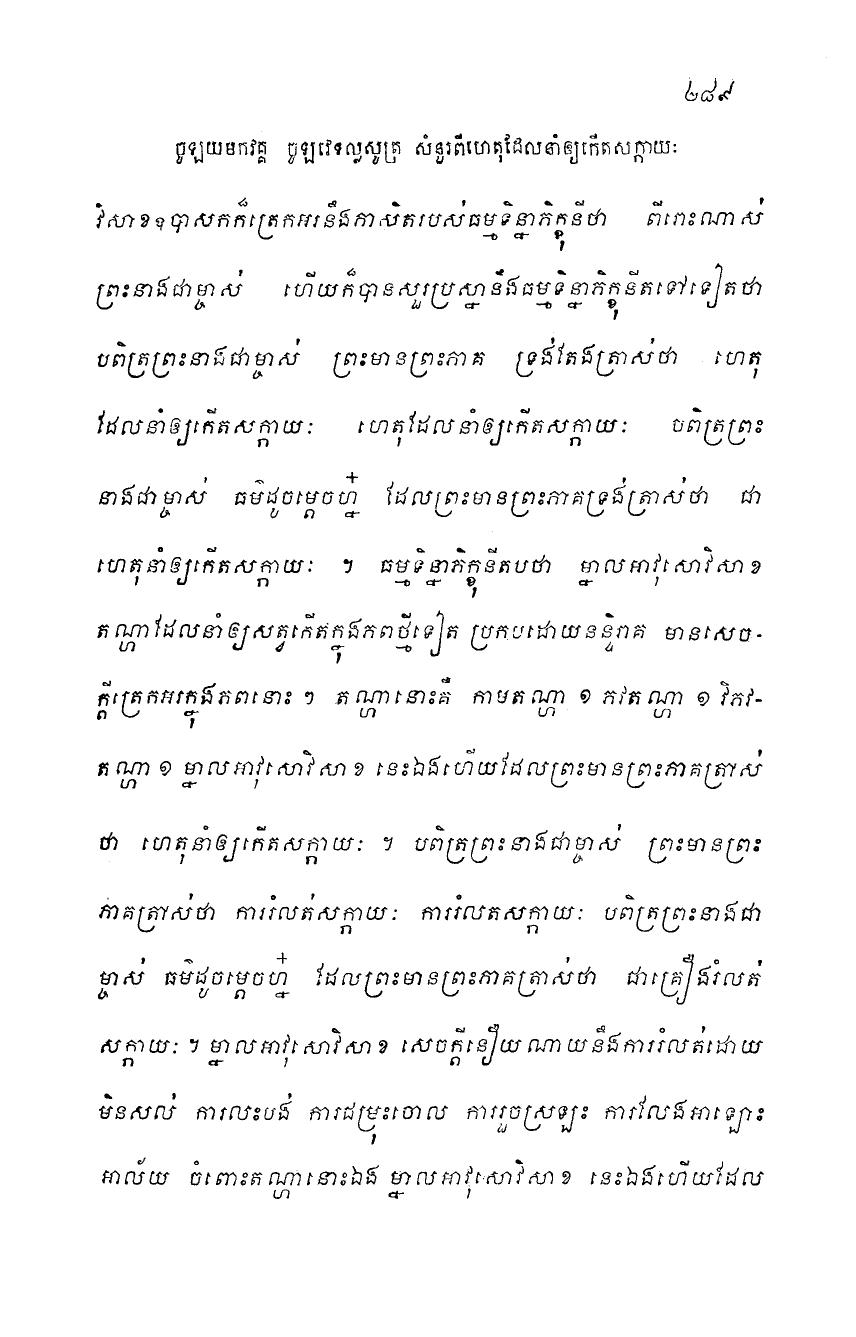 ២៨៩
ចូឡយមកវគ្គ ចូឡវេទល្លសូត្រ សំនួរពីហេតុដែលនាំឲ្យកើតសក្កាយៈ
វិសាខឧបាសកក៏ត្រេកអរនឹងភាសិតរបស់ធម្មទិន្នាភិក្ខុនីថា ពីរោះណាស់
ព្រះនាងជាម្ចាស់ ហើយក៏បានសួរប្រស្នានឹងធម្មទិន្នាភិក្ខុនីតទៅទៀតថា
បពិត្រព្រះនាងជាម្ចាស់ ព្រះមានព្រះភាគ ទ្រង់តែងត្រាស់ថា ហេតុ
ដែលនាំឲ្យកើតសក្កាយៈ ហេតុដែលនាំឲ្យកើតសក្កាយៈ បពិត្រព្រះ
នាងជាម្ចាស់ ធម៌ដូចម្តេចហ្ន៎ ដែលព្រះមានព្រះភាគទ្រង់ត្រាស់ថា ជា
ហេតុនាំឲ្យកើតសក្កាយៈ ។ ធម្មទិន្នាភិក្ខុនីតបថា ម្នាលអាវុសោវិសាខ
តណ្ហាដែលនាំឲ្យសត្វកើតក្នុងភពថ្មីទៀត ប្រកបដោយនន្ទិរាគ មានសេច-
ក្តីត្រេកអរក្នុងភពនោះ ៗ តណ្ហានោះគឺ កាមតណ្ហា ១ ភវតណ្ហា ១ វិភវ-
តណ្ហា ១ ម្នាលអាវុសោវិសាខ នេះឯងហើយដែលព្រះមានព្រះភាគត្រាស់
ថា ហេតុនាំឲ្យកើតសក្កាយៈ ។ បពិត្រព្រះនាងជាម្ចាស់ ព្រះមានព្រះ
ភាគត្រាស់ថា ការរំលត់សក្កាយៈ ការរំលតសក្កាយៈ បពិត្រព្រះនាងជា
ម្ចាស់ ធម៌ដូចម្តេចហ្ន៎ ដែលព្រះមានព្រះភាគត្រាស់ថា ជាគ្រឿងរំលត់
សក្កាយៈ ។ ម្នាលអាវុសោវិសាខ សេចក្តីនឿយណាយនឹងការរំលត់ដោយ
មិនសល់ ការលះបង់ ការជម្រុះចោល ការរួចស្រឡះ ការលែងអាឡោះ
អាល័យ ចំពោះតណ្ហានោះឯង ម្នាលអាវុសោវិសាខ នេះឯងហើយដែល